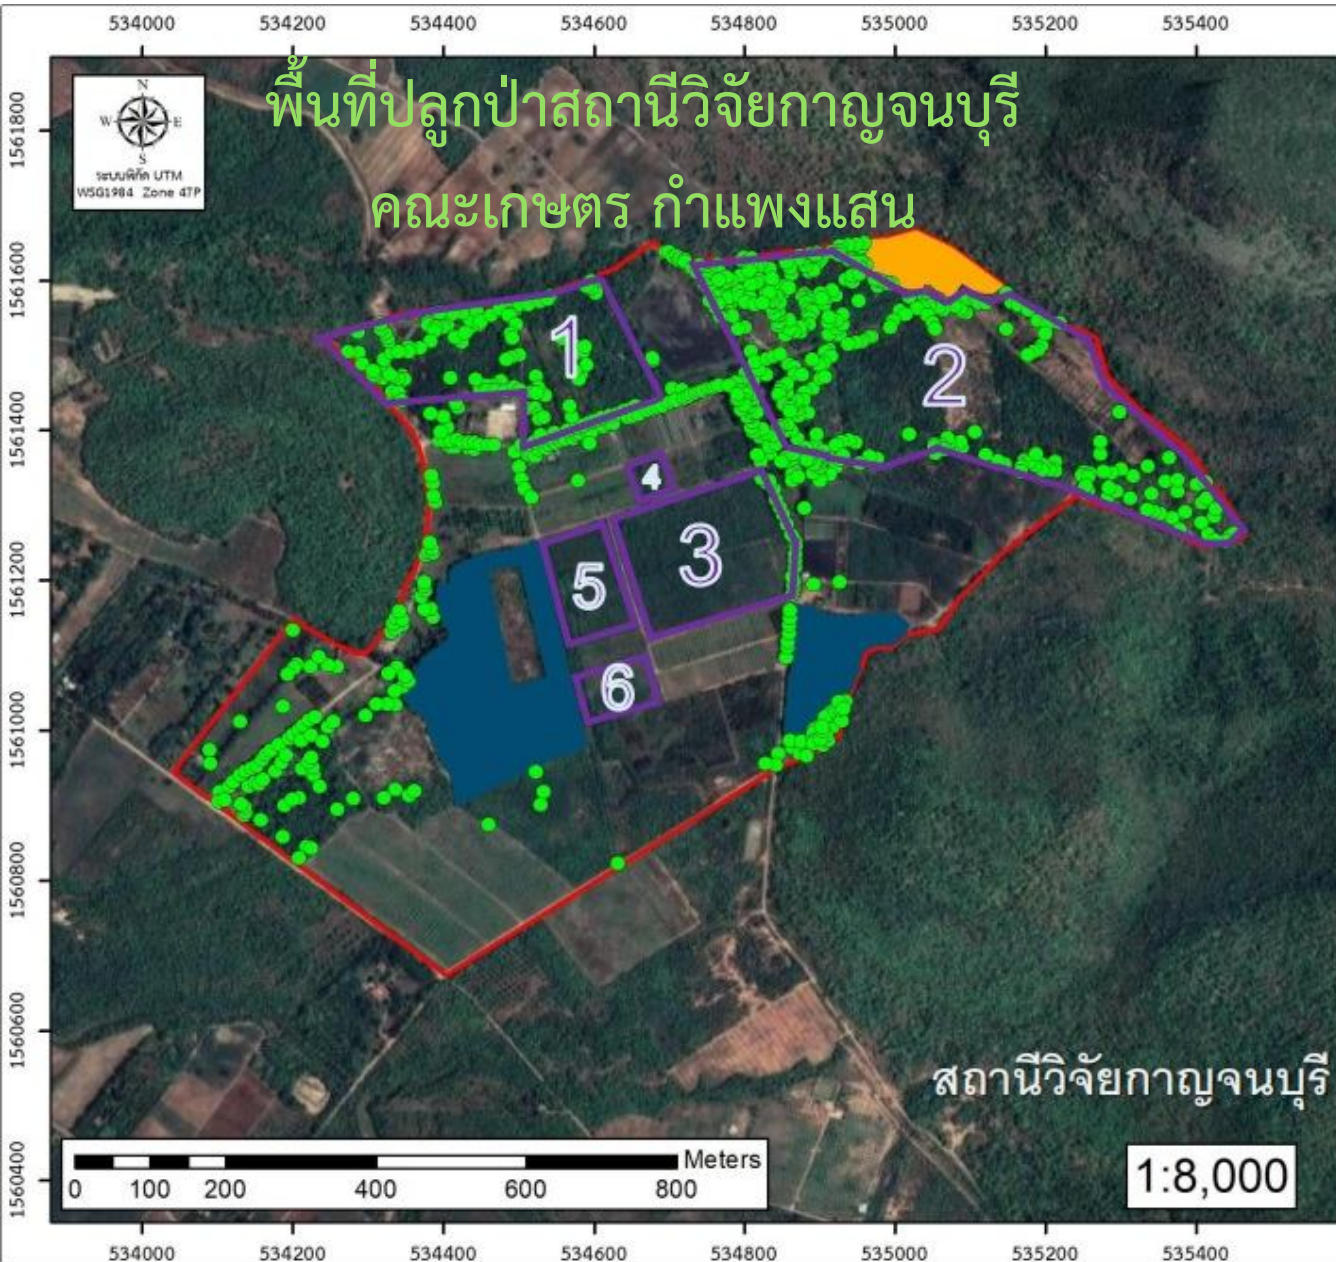 534000 534200 534400 534600 534800 535000 535200 535400
พื้นที่ปลูกป่าสถานีวิจัยกาญจนบุรี
คณะเกษตร กำแพงแสน
N
W E
S
ระบบพิกัด UTM
WSG1984 Zone 47P
1561800
1561600
1561400
1561200
1561000
1560800
1560600
1560400
1
2
4
3
5
6
สถานีวิจัยกาญจนบุรี
Meters
0 100 200 400 600 800
1:8,000
534000 534200 534400 534600 534800 535000 535200 535400